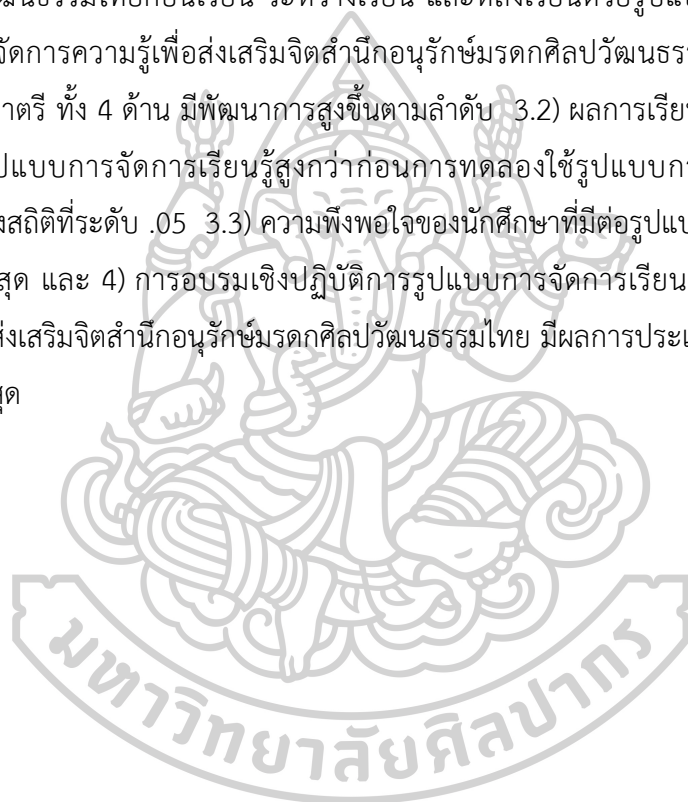 วัฒนธรรมไทยก่อนเรียน ระหว่างเรียน และหลังเรียนด้วยรูปแบ
จัดการความรู้เพื่อส่งเสริมจิตสำนึกอนุรักษ์มรดกศิลปวัฒนธรร
าตรี ทั้ง 4 ด้าน มีพัฒนาการสูงขึ้นตามลำดับ 3.2) ผลการเรีย
ปแบบการจัดการเรียนรู้สูงกว่าก่อนการทดลองใช้รูปแบบกา
งสถิติที่ระดับ .05 3.3) ความพึงพอใจของนักศึกษาที่มีต่อรูปแบ
สุด และ 4) การอบรมเชิงปฏิบัติการรูปแบบการจัดการเรียน
ส่งเสริมจิตสำนึกอนุรักษ์มรดกศิลปวัฒนธรรมไทย มีผลการประเ
สุด
มหาวิทยาลัยศิลปากร